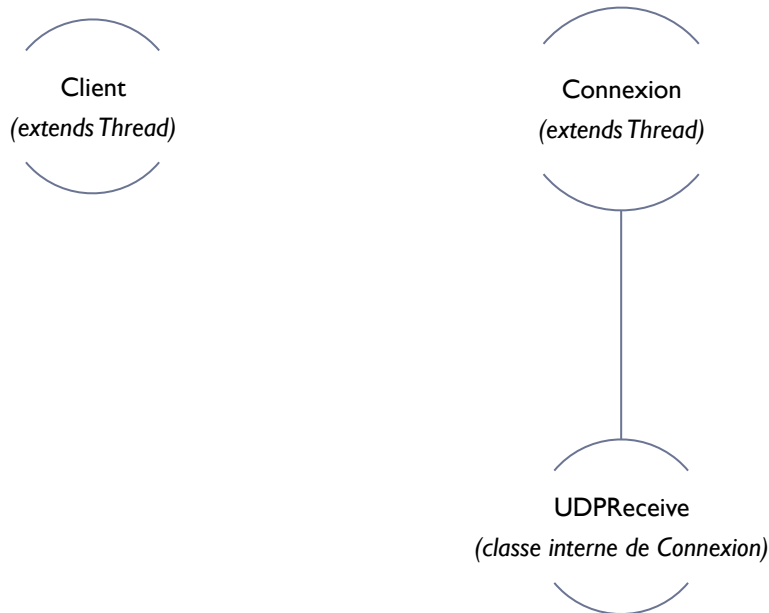 Client
(extends Thread)
Connexion
(extends Thread)
UDPReceive
(classe interne de Connexion)